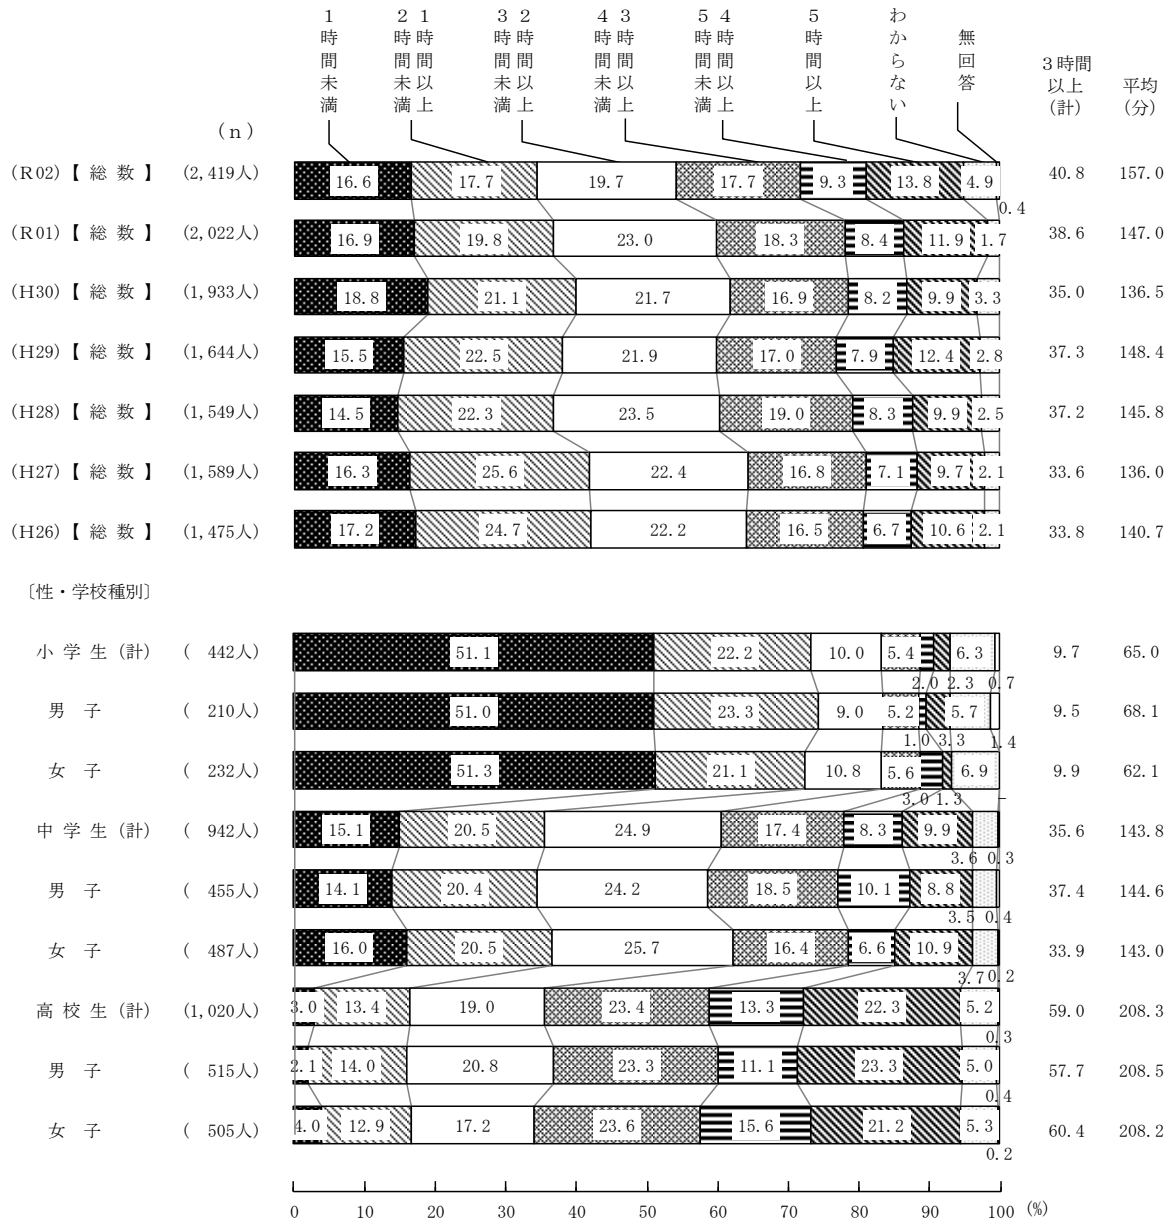 1時間未満
1時間以上
2時間未満
2時間以上
3時間未満
3時間以上
4時間未満
4時間以上
5時間未満
5時間以上
わからない
無回答
3時間以上(計)
平均(分)
(n)
(R02)【 総 数 】 (2,419人) 16.6 17.7 19.7 17.7 9.3 13.8 4.9 0.4 40.8 157.0
(R01)【 総 数 】 (2,022人) 16.9 19.8 23.0 18.3 8.4 11.9 1.7 38.6 147.0
(H30)【 総 数 】 (1,933人) 18.8 21.1 21.7 16.9 8.2 9.9 3.3 35.0 136.5
(H29)【 総 数 】 (1,644人) 15.5 22.5 21.9 17.0 7.9 12.4 2.8 37.3 148.4
(H28)【 総 数 】 (1,549人) 14.5 22.3 23.5 19.0 8.3 9.9 2.5 37.2 145.8
(H27)【 総 数 】 (1,589人) 16.3 25.6 22.4 16.8 7.1 9.7 2.1 33.6 136.0
(H26)【 総 数 】 (1,475人) 17.2 24.7 22.2 16.5 6.7 10.6 2.1 33.8 140.7
〔性・学校種別〕
小 学 生 (計) ( 442人) 51.1 22.2 10.0 5.4 2.0 2.3 6.3 0.7 9.7 65.0
男 子 ( 210人) 51.0 23.3 9.0 5.2 1.0 3.3 5.7 1.4 9.5 68.1
女 子 ( 232人) 51.3 21.1 10.8 5.6 3.0 1.3 6.9 － 9.9 62.1
中 学 生 (計) ( 942人) 15.1 20.5 24.9 17.4 8.3 9.9 3.6 0.3 35.6 143.8
男 子 ( 455人) 14.1 20.4 24.2 18.5 10.1 8.8 3.5 0.4 37.4 144.6
女 子 ( 487人) 16.0 20.5 25.7 16.4 6.6 10.9 3.7 0.2 33.9 143.0
高 校 生 (計) (1,020人) 3.0 13.4 19.0 23.4 13.3 22.3 5.2 0.3 59.0 208.3
男 子 ( 515人) 2.1 14.0 20.8 23.3 11.1 23.3 5.0 0.4 57.7 208.5
女 子 ( 505人) 4.0 12.9 17.2 23.6 15.6 21.2 5.3 0.2 60.4 208.2
0 10 20 30 40 50 60 70 80 90 100 (%)